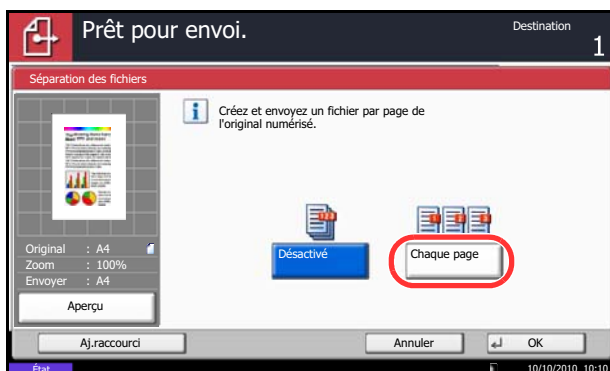 Prêt pour envoi.
Destination
1
Séparation des fichiers
Créez et envoyez un fichier par page de
l'original numérisé.
Original : A4
Zoom : 100%
Envoyer : A4
Aperçu
Désactivé
Chaque page
Aj.raccourci
Annuler
OK
État
10/10/2010 10:10